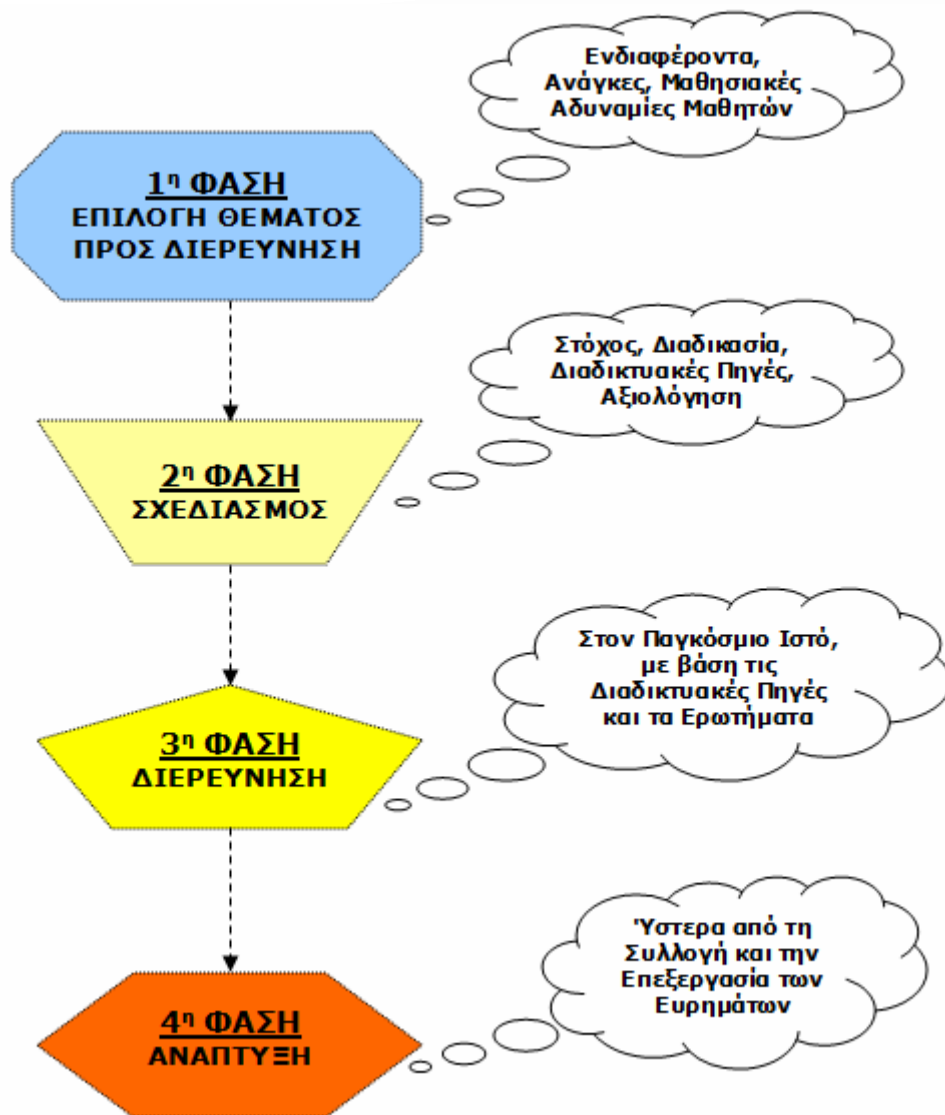 Ενδιαφέροντα,
Ανάγκες, Μαθησιακές
Αδυναμίες Μαθητών
1η ΦΑΣΗ
ΕΠΙΛΟΓΗ ΘΕΜΑΤΟΣ
ΠΡΟΣ ΔΙΕΡΕΥΝΗΣΗ
Στόχος, Διαδικασία,
Διαδικτυακές Πηγές,
Αξιολόγηση
2η ΦΑΣΗ
ΣΧΕΔΙΑΣΜΟΣ
Στον Παγκόσμιο Ιστό,
με βάση τις
Διαδικτυακές Πηγές
και τα Ερωτήματα
3η ΦΑΣΗ
ΔΙΕΡΕΥΝΗΣΗ
Ύστερα από τη
Συλλογή και την
Επεξεργασία των
Ευρημάτων
4η ΦΑΣΗ
ΑΝΑΠΤΥΞΗ